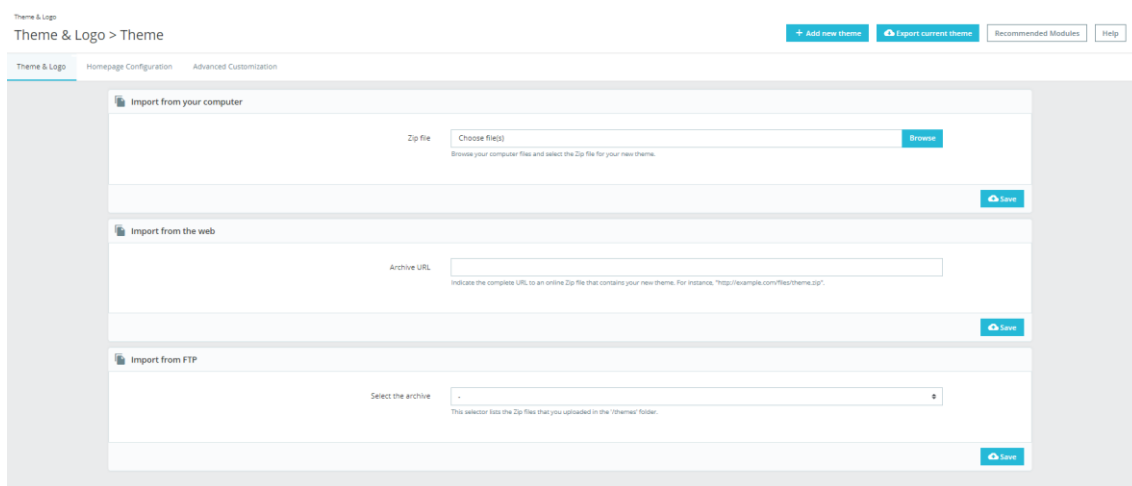 Theme & Logo
Theme & Logo > Theme
+ Add new theme
Export current theme
Recommended Modules
Help
Theme & Logo
Homepage Configuration
Advanced Customization
Import from your computer
Zip file
Choose file(s)
Browse
Browse your computer files and select the Zip file for your new theme.
Save
Import from the web
Archive URL
Indicate the complete URL to an online Zip file that contains your new theme. For instance, "http://example.com/files/theme.zip".
Save
Import from FTP
Select the archive
-
This selector lists the Zip files that you uploaded in the '/themes' folder.
Save